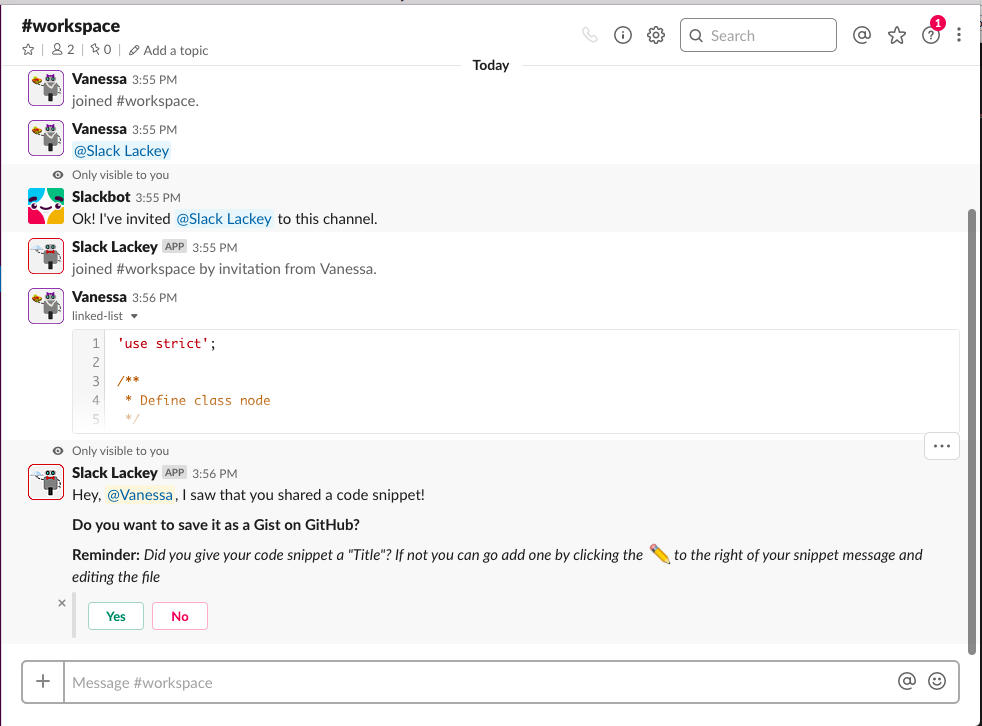 #workspace
2 0 Add a topic
Search
1
Today
Vanessa 3:55 PM
joined #workspace.
Vanessa 3:55 PM
@Slack Lackey
Only visible to you
Slackbot 3:55 PM
Ok! I've invited @Slack Lackey to this channel.
Slack Lackey APP 3:55 PM
joined #workspace by invitation from Vanessa.
Vanessa 3:56 PM
linked-list
1 'use strict';
2
3 /**
4 * Define class node
5 */
Only visible to you
Slack Lackey APP 3:56 PM
Hey, @Vanessa, I saw that you shared a code snippet!
Do you want to save it as a Gist on GitHub?
Reminder: Did you give your code snippet a "Title"? If not you can go add one by clicking the ✏️ to the right of your snippet message and
editing the file
Yes No
Message #workspace